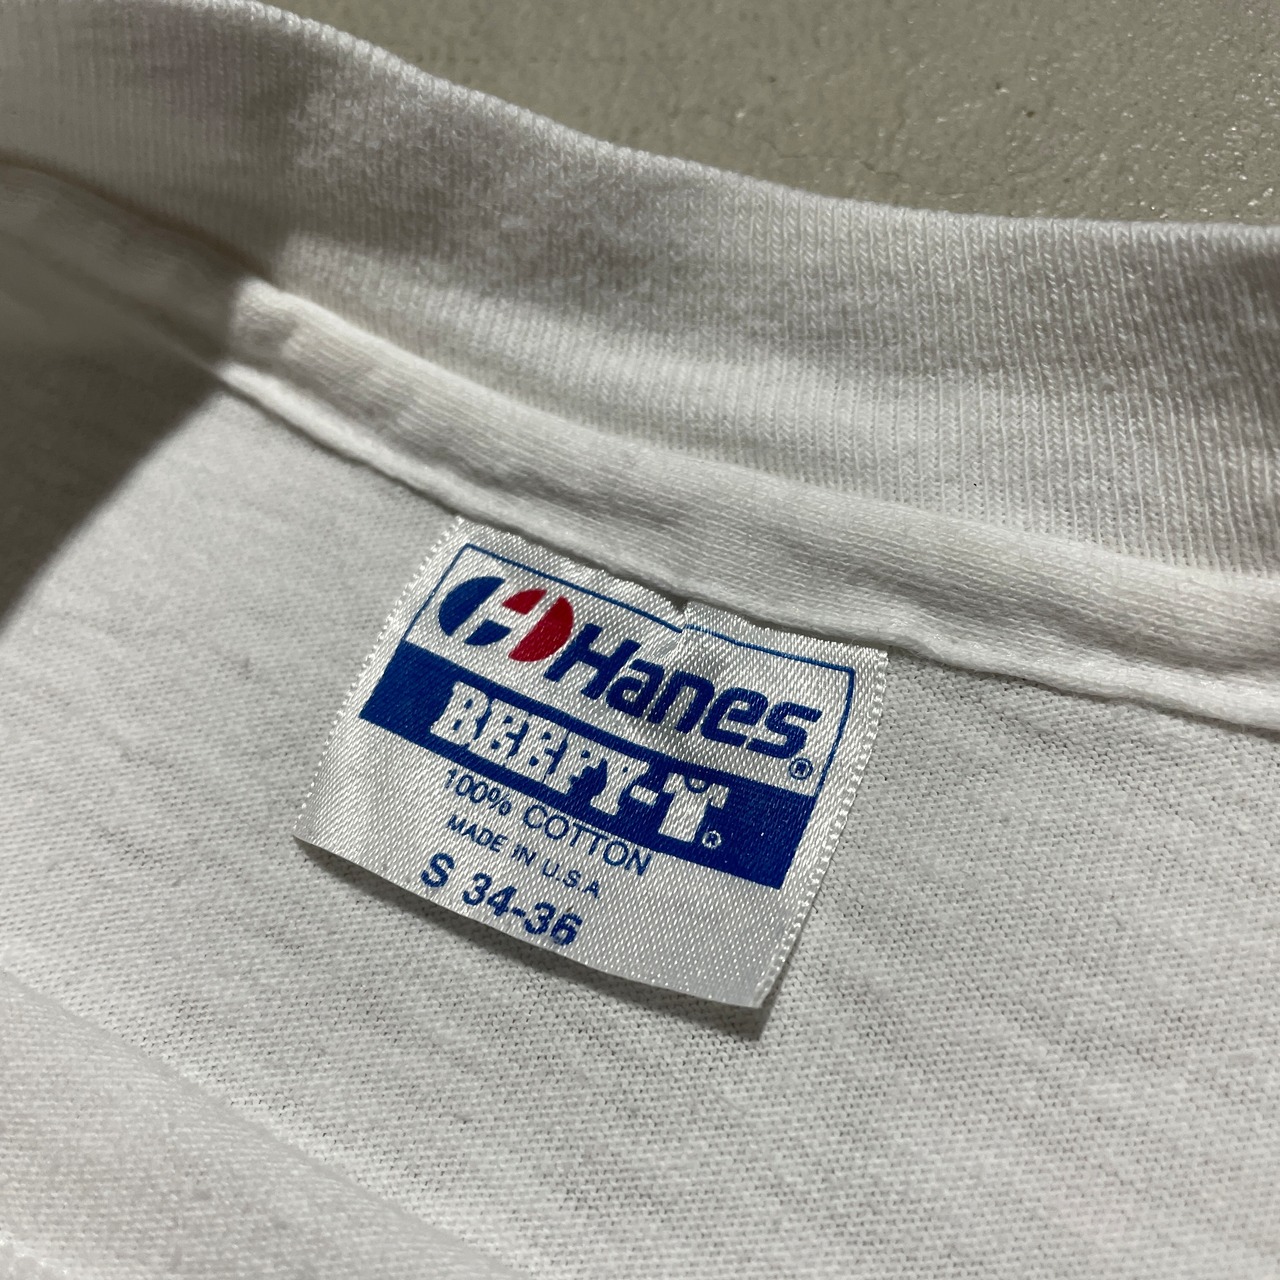 Hanes®
BEEFY-T®
100% COTTON
MADE IN U.S.A
S 34-36